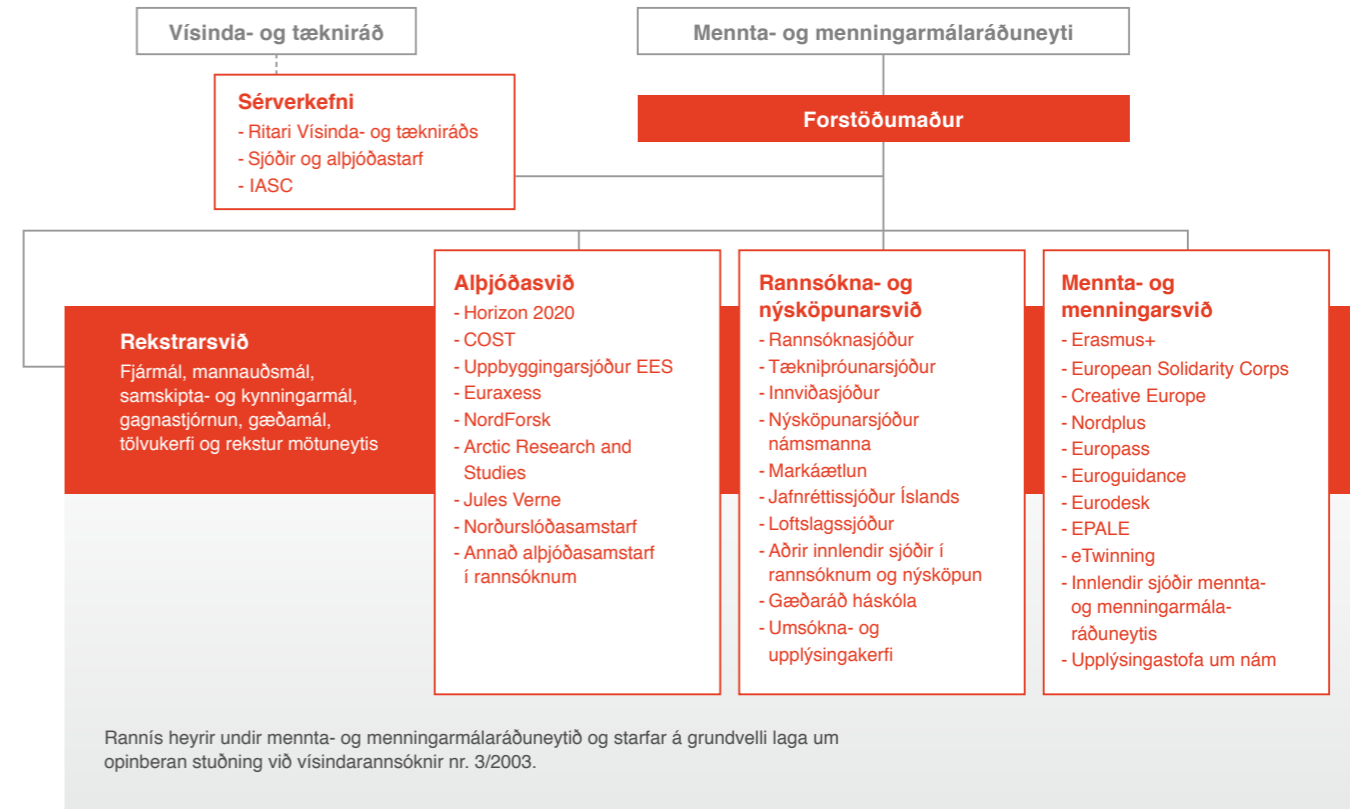 Vísinda- og tækniráð
Mennta- og menningarmálaráðuneyti
Sérverkefni
- Ritari Vísinda- og tækniráðs
- Sjóðir og alþjóðastarf
- IASC
Forstöðumaður
Rekstrarsvið
Fjármál, mannauðsmál,
samskipta- og kynningarmál,
gagnastjórnun, gæðamál,
tölvukerfi og rekstur mötuneytis
Alþjóðasvið
- Horizon 2020
- COST
- Uppbyggingarsjóður EES
- Euraxess
- NordForsk
- Arctic Research and
Studies
- Jules Verne
- Norðurslóðasamstarf
- Annað alþjóðasamstarf
í rannsóknum
Rannsókna- og
nýsköpunarsvið
- Rannsóknasjóður
- Tækniþróunarsjóður
- Innviðasjóður
- Nýsköpunarsjóður
námsmanna
- Markáætlun
- Jafnréttissjóður Íslands
- Loftslagssjóður
- Aðrir innlendir sjóðir í
rannsóknum og nýsköpun
- Gæðaráð háskóla
- Umsókna- og
upplýsingakerfi
Mennta- og
menningarsvið
- Erasmus+
- European Solidarity Corps
- Creative Europe
- Nordplus
- Europass
- Euroguidance
- Eurodesk
- EPALE
- eTwinning
- Innlendir sjóðir mennta-
og menningarmála-
ráðuneytis
- Upplýsingastofa um nám
Rannís heyrir undir mennta- og menningarmálaráðuneytið og starfar á grundvelli laga um
opinberan stuðning við vísindarannsóknir nr. 3/2003.